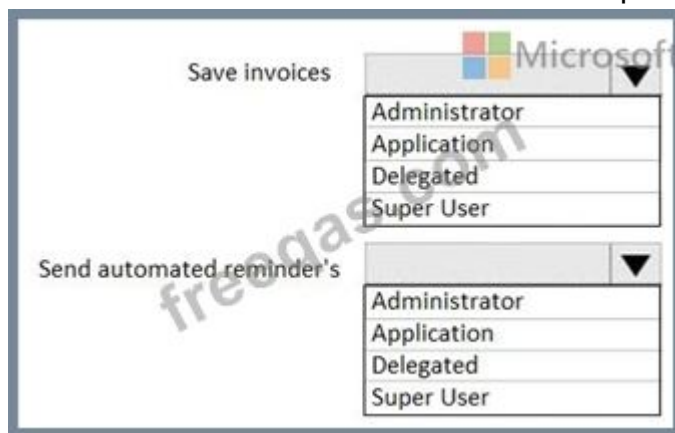 Microsoft
Save invoices
Administrator
Application
Delegated
Super User
freeqas.com
Send automated reminder's
Administrator
Application
Delegated
Super User